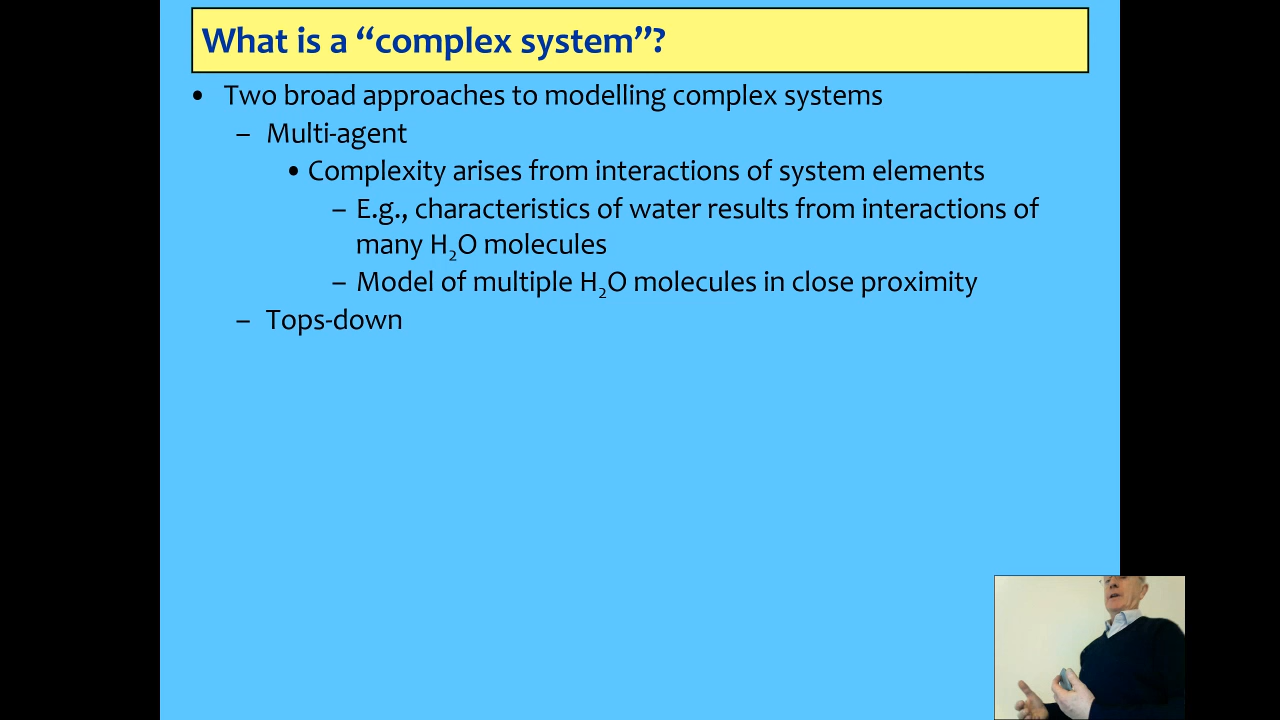 What is a “complex system”?
• Two broad approaches to modelling complex systems
– Multi-agent
• Complexity arises from interactions of system elements
– E.g., characteristics of water results from interactions of
many H₂O molecules
– Model of multiple H₂O molecules in close proximity
– Tops-down